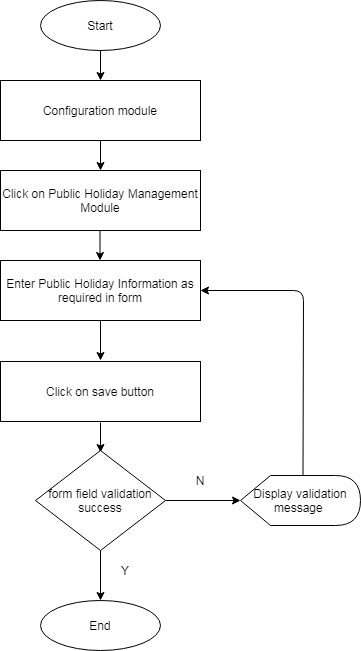 Start
Configuration module
Click on Public Holiday Management
Module
Enter Public Holiday Information as
required in form
Click on save button
form field validation
success
N
Display validation
message
Y
End